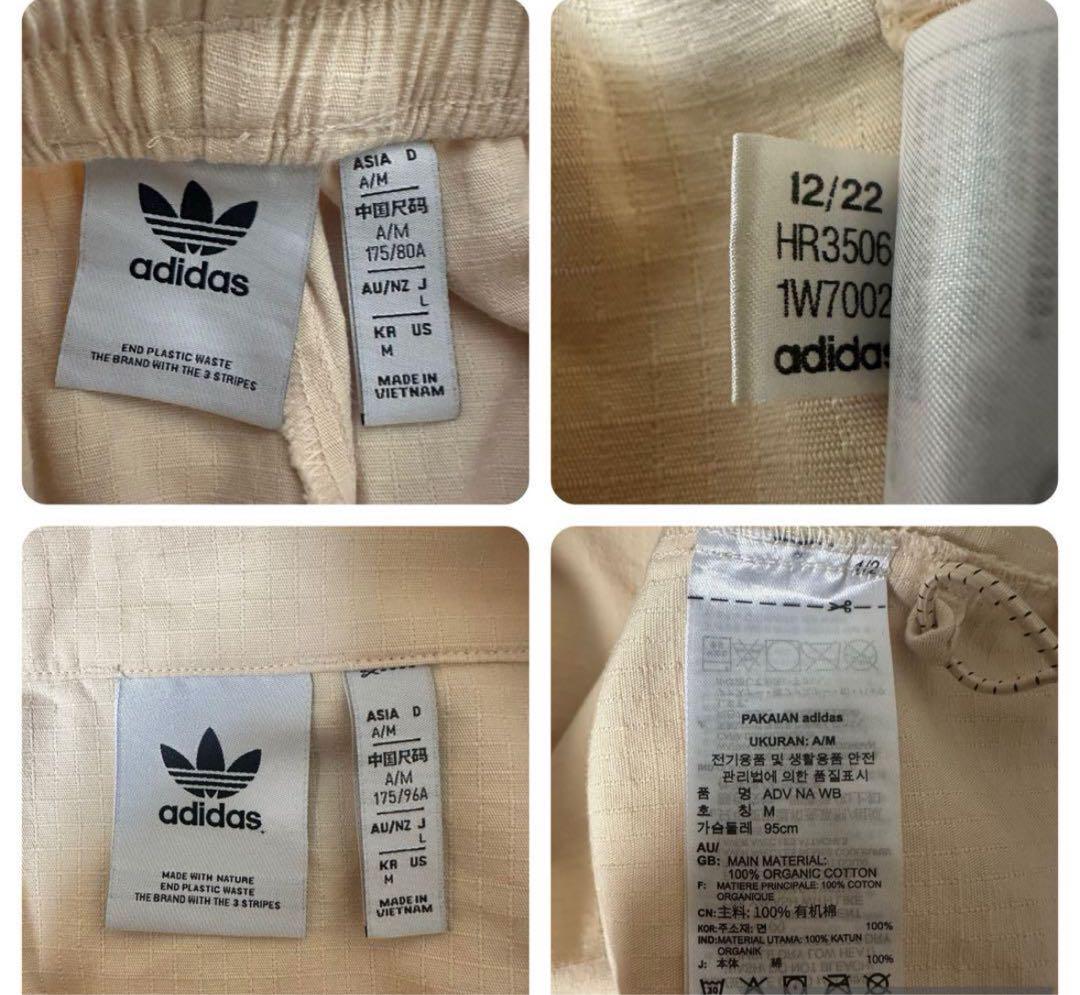 adidas
END PLASTIC WASTE
THE BRAND WITH THE 3 STRIPES
ASIA D
A/M
中国尺码
A/M
175/80A
AU/NZ J
L
KR US
M
MADE IN
VIETNAM
12/22
HR3506
1W7002
adidas
adidas
MADE WITH NATURE
END PLASTIC WASTE
THE BRAND WITH THE 3 STRIPES
ASIA D
A/M
中国尺码
A/M
175/96A
AU/NZ J
L
KR US
M
MADE IN
VIETNAM
1/2
PAKAIAN adidas
UKURAN: A/M
전기용품 및 생활용품 안전
관리법에 의한 품질표시
품 명 ADV NA WB
호 칭 M
가슴둘레 95cm
AU/
GB: MAIN MATERIAL:
100% ORGANIC COTTON
F: MATIERE PRINCIPALE: 100% COTON
ORGANIQUE
CN:主料: 100% 有机棉
KOR:주소재: 면 100%
IND:MATERIAL UTAMA: 100% KATUN
ORGANIK
J: 本体 綿 100%
30